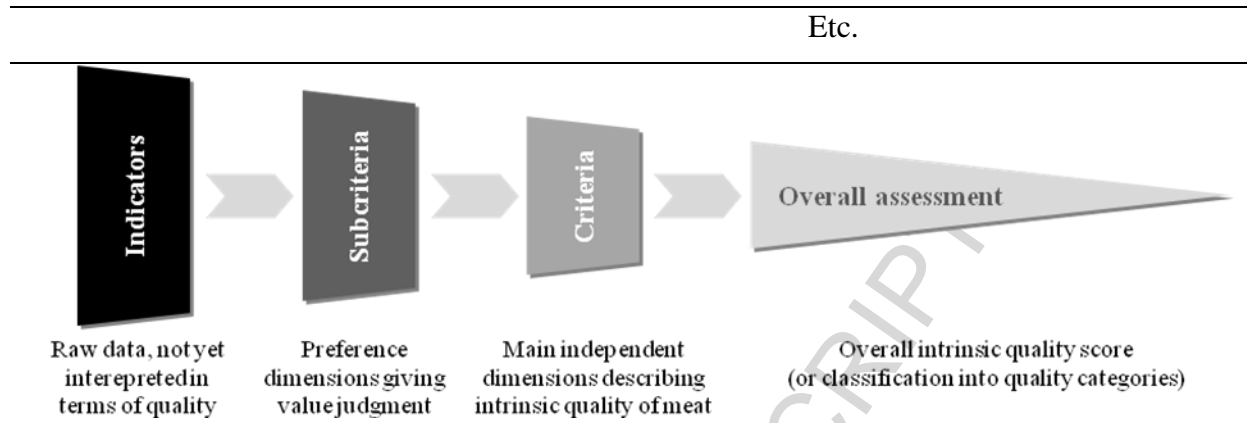 Etc.
Indicators
Subcriteria
Criteria
Overall assessment
Raw data, not yet
interepreted in
terms of quality
Preference
dimensions giving
value judgment
Main independent
dimensions describing
intrinsic quality of meat
Overall intrinsic quality score
(or classification into quality categories)
CRIPT